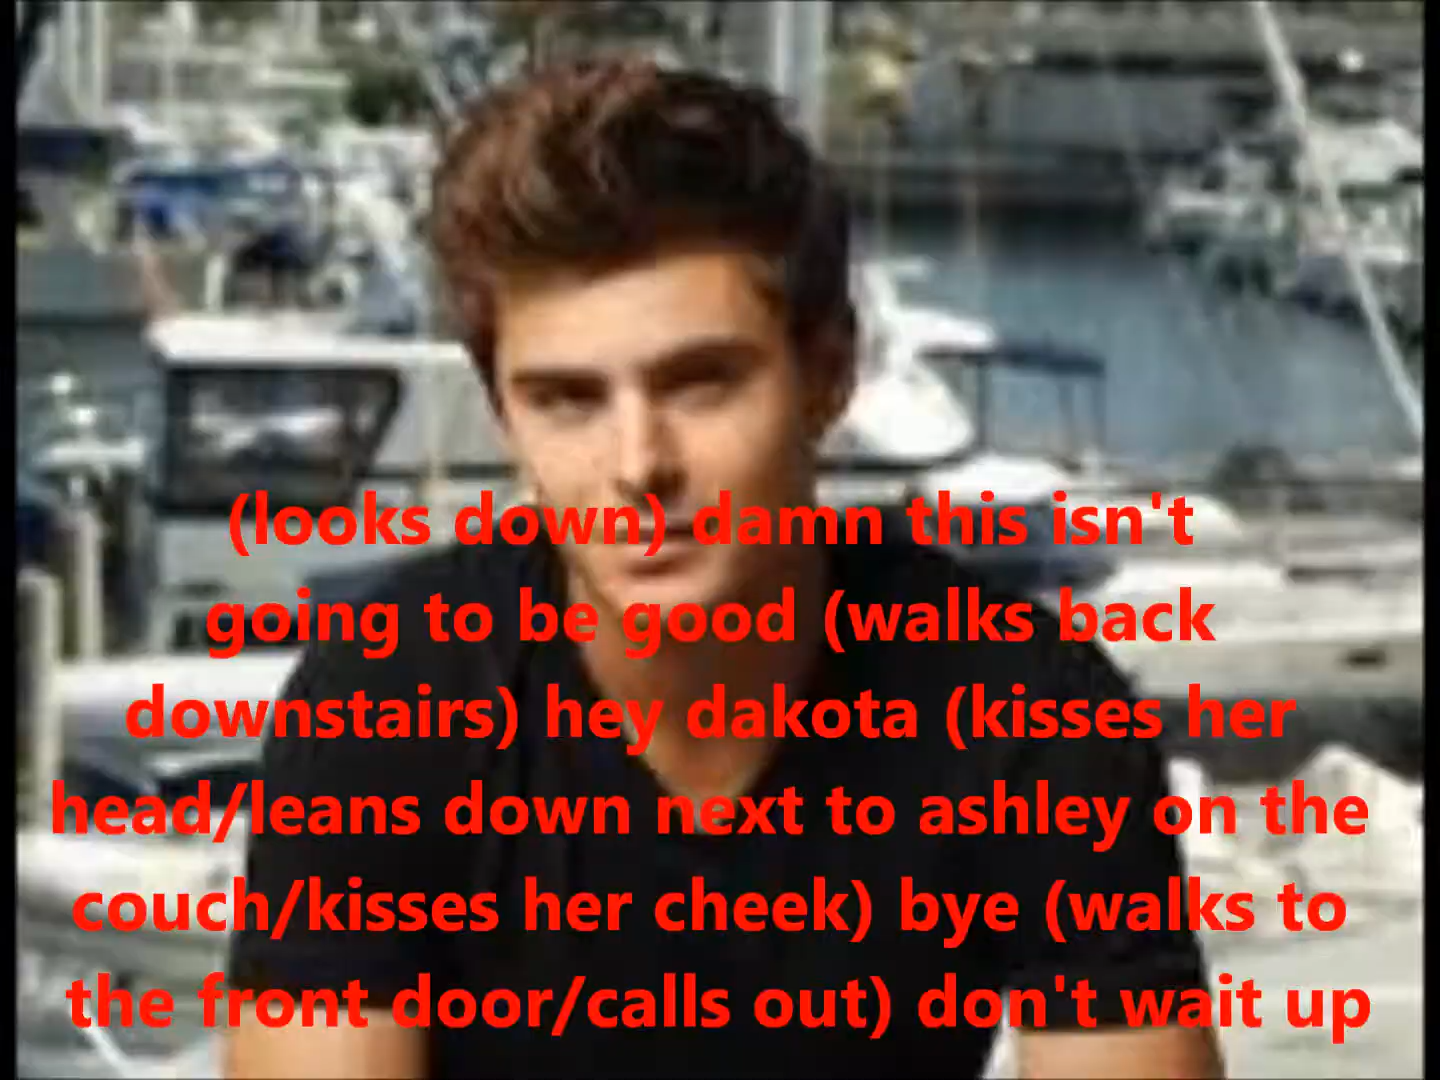 (looks down) damn this isn't
going to be good (walks back
downstairs) hey dakota (kisses her
head/leans down next to ashley on the
couch/kisses her cheek) bye (walks to
the front door/calls out) don't wait up